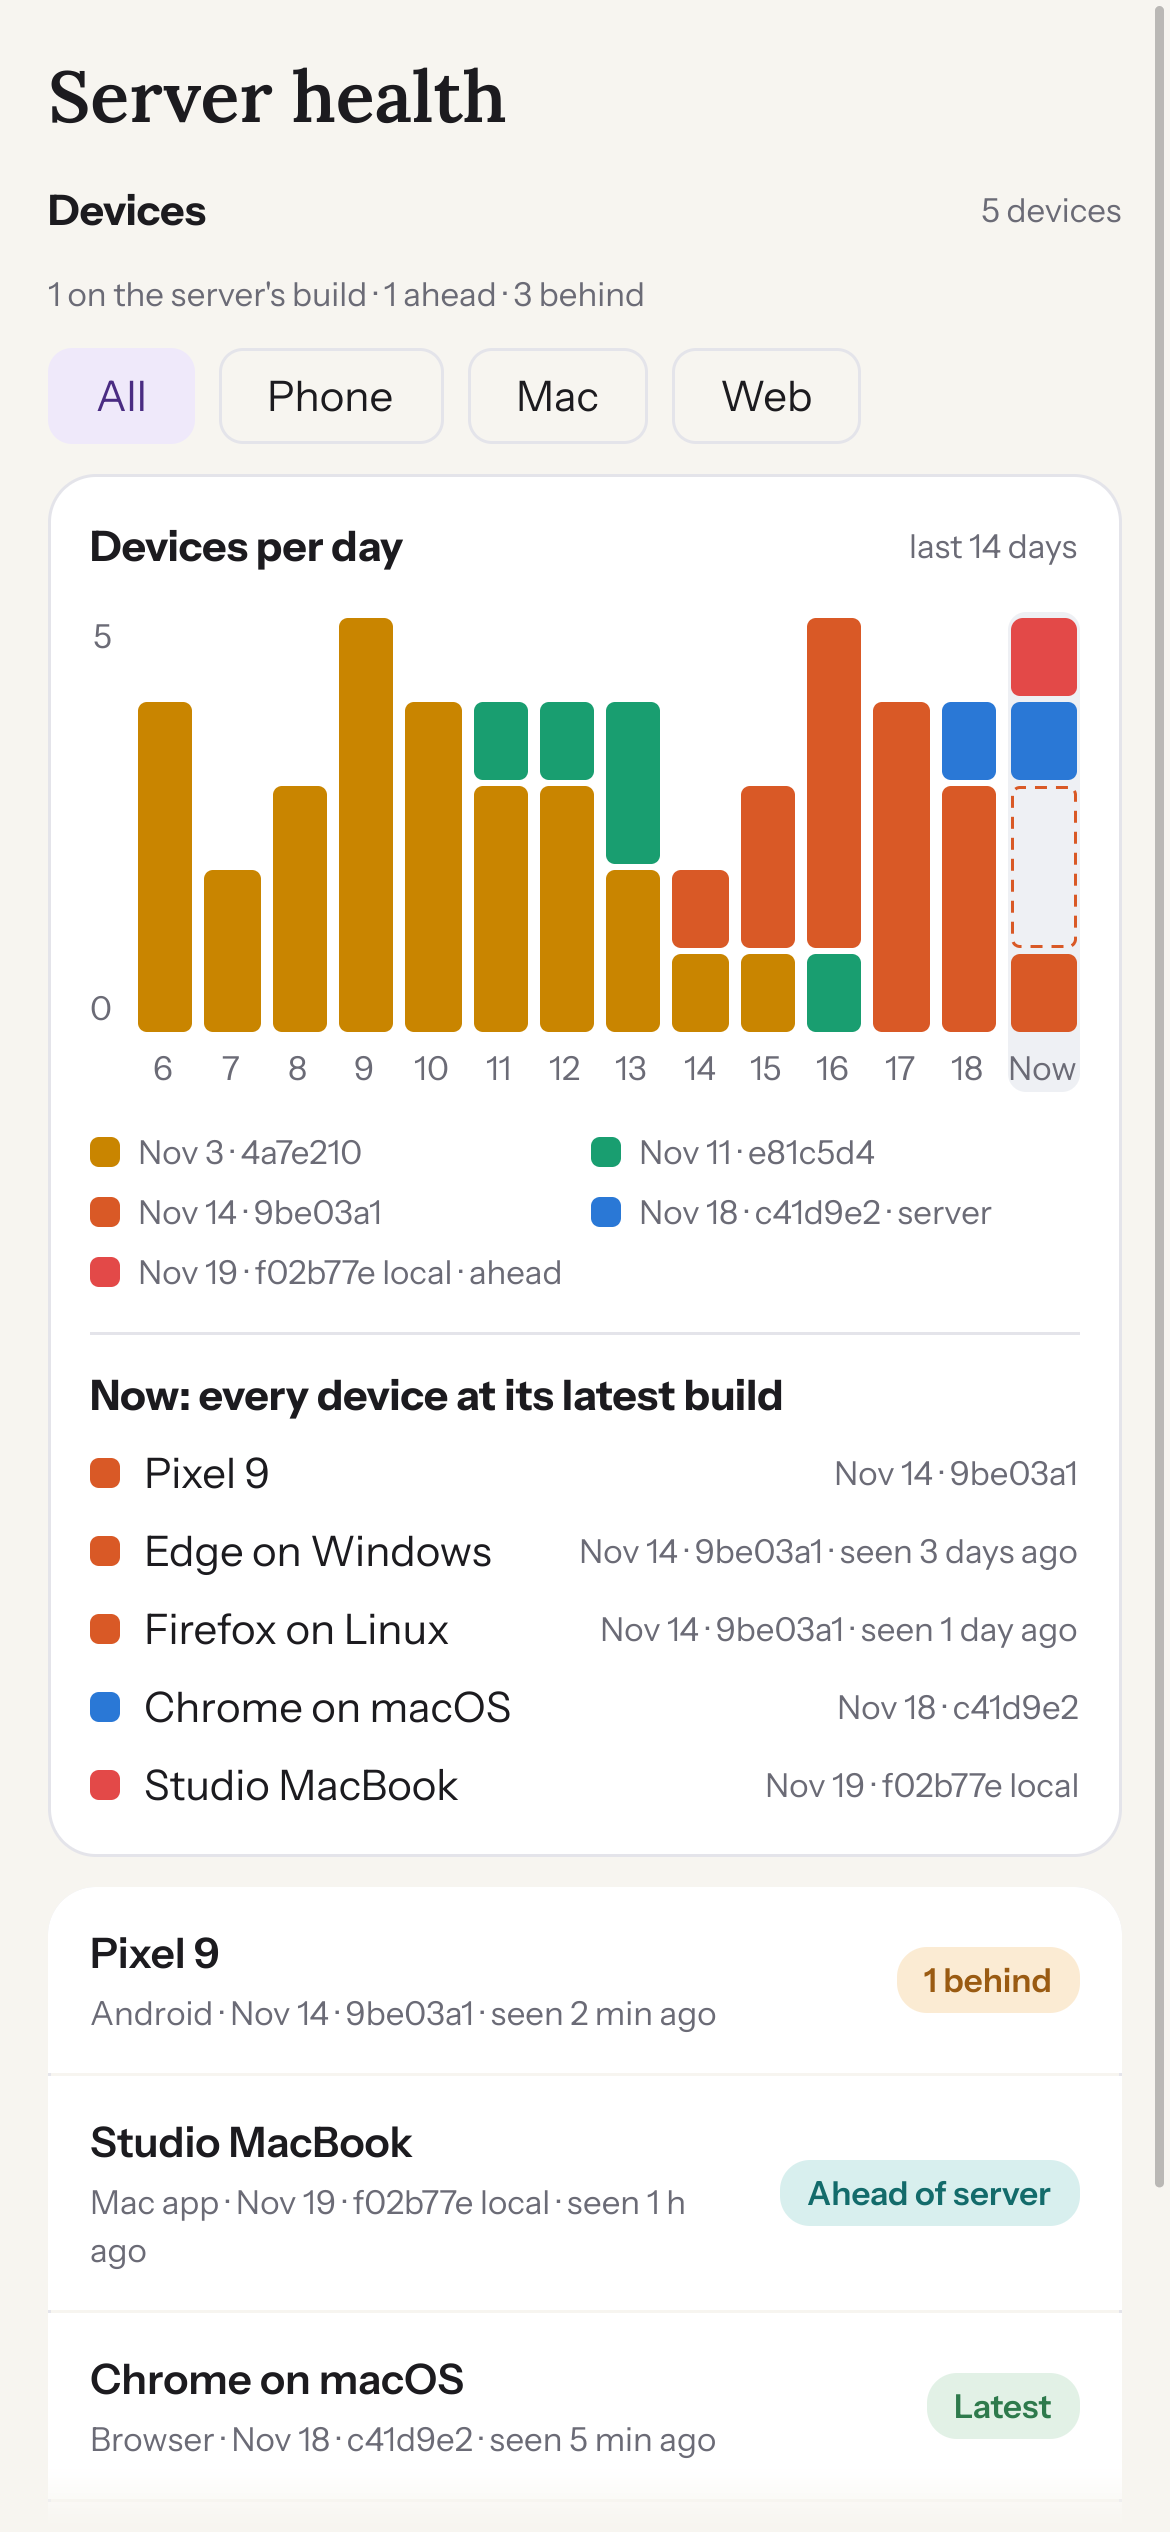 Server health
Devices
5 devices
1 on the server's build · 1 ahead · 3 behind
All
Phone
Mac
Web
Devices per day
last 14 days
5
0
6 7 8 9 10 11 12 13 14 15 16 17 18 Now
Nov 3 · 4a7e210
Nov 11 · e81c5d4
Nov 14 · 9be03a1
Nov 18 · c41d9e2 · server
Nov 19 · f02b77e local · ahead
Now: every device at its latest build
Pixel 9
Nov 14 · 9be03a1
Edge on Windows
Nov 14 · 9be03a1 · seen 3 days ago
Firefox on Linux
Nov 14 · 9be03a1 · seen 1 day ago
Chrome on macOS
Nov 18 · c41d9e2
Studio MacBook
Nov 19 · f02b77e local
Pixel 9
Android · Nov 14 · 9be03a1 · seen 2 min ago
1 behind
Studio MacBook
Mac app · Nov 19 · f02b77e local · seen 1 h
ago
Ahead of server
Chrome on macOS
Browser · Nov 18 · c41d9e2 · seen 5 min ago
Latest